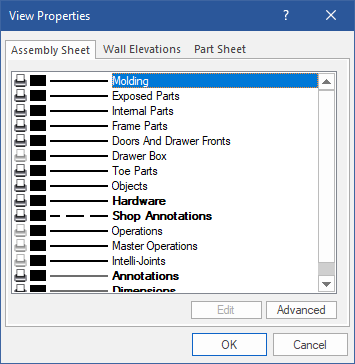 View Properties
Assembly Sheet Wall Elevations Part Sheet
Molding
Exposed Parts
Internal Parts
Frame Parts
Doors And Drawer Fronts
Drawer Box
Toe Parts
Objects
Hardware
Shop Annotations
Operations
Master Operations
Intelli-Joints
Annotations
Dimensions
Edit Advanced
OK Cancel